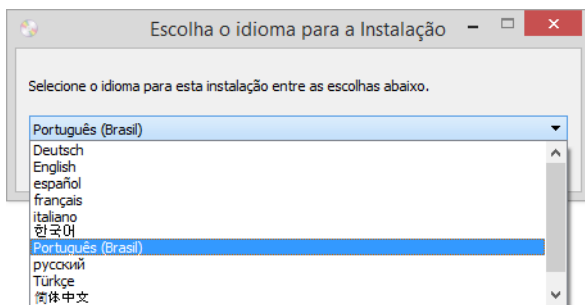 Escolha o idioma para a Instalação
Selecione o idioma para esta instalação entre as escolhas abaixo.
Português (Brasil)
Deutsch
English
español
français
italiano
한국어
Português (Brasil)
русский
Türkçe
简体中文